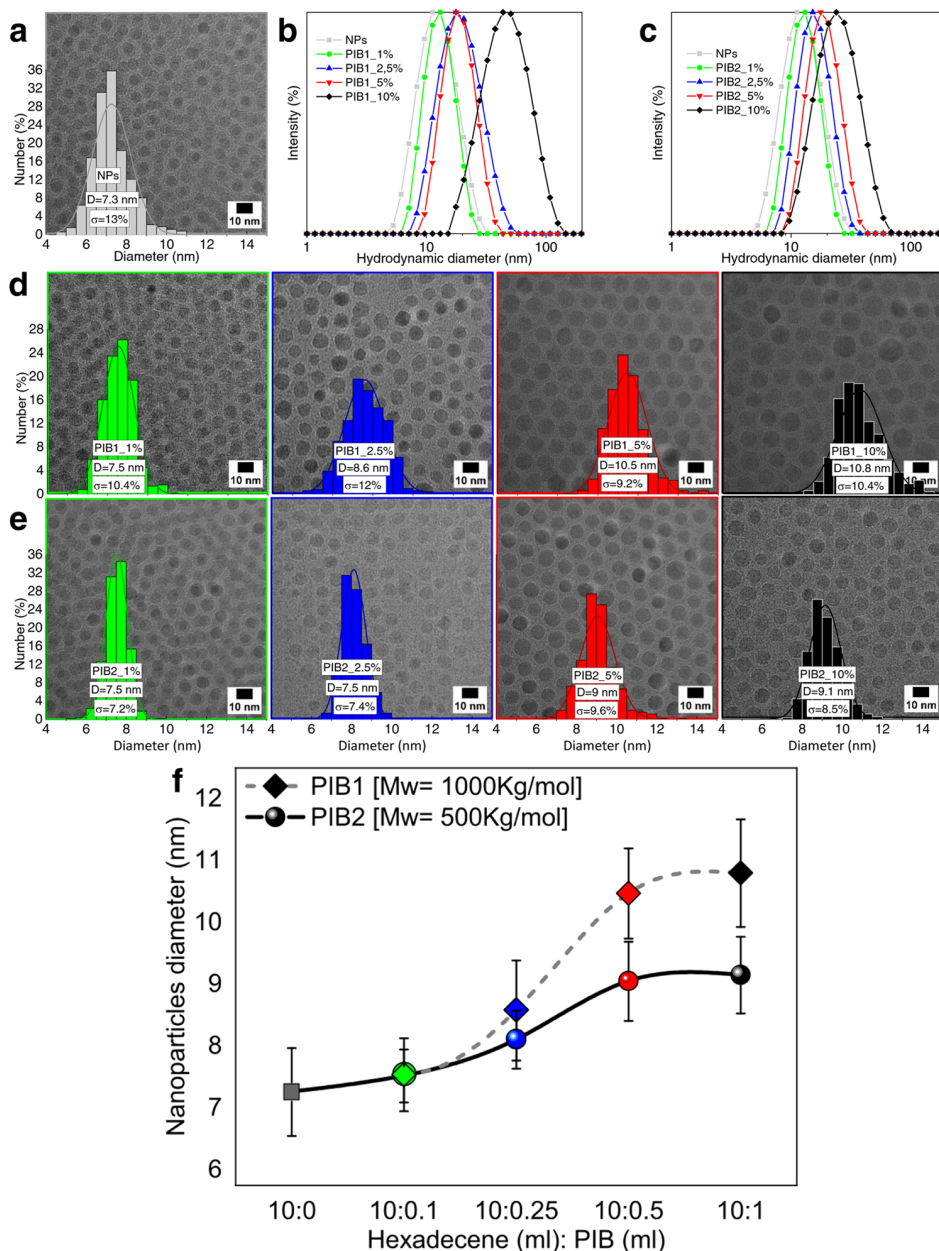 a
Number (%)
36
32
28
24
20
16
12
8
4
0
NPs
D=7.3 nm
σ=13%
10 nm
4 6 8 10 12 14
Diameter (nm)
b
Intensity (%)
NPs
PIB1_1%
PIB1_2,5%
PIB1_5%
PIB1_10%
1 10 100
Hydrodynamic diameter (nm)
c
Intensity (%)
NPs
PIB2_1%
PIB2_2,5%
PIB2_5%
PIB2_10%
1 10 100
Hydrodynamic diameter (nm)
d
Number (%)
28
24
20
16
12
8
4
0
PIB1_1%
D=7.5 nm
σ=10.4%
10 nm
PIB1_2.5%
D=8.6 nm
σ=12%
10 nm
PIB1_5%
D=10.5 nm
σ=9.2%
10 nm
PIB1_10%
D=10.8 nm
σ=10.4%
10 nm
e
Number (%)
36
32
28
24
20
16
12
8
4
0
PIB2_1%
D=7.5 nm
σ=7.2%
10 nm
PIB2_2.5%
D=7.5 nm
σ=7.4%
10 nm
PIB2_5%
D=9 nm
σ=9.6%
10 nm
PIB2_10%
D=9.1 nm
σ=8.5%
10 nm
4 6 8 10 12 14
Diameter (nm)
4 6 8 10 12 14
Diameter (nm)
4 6 8 10 12 14
Diameter (nm)
4 6 8 10 12 14
Diameter (nm)
f
PIB1 [Mw= 1000Kg/mol]
PIB2 [Mw= 500Kg/mol]
Nanoparticles diameter (nm)
12
11
10
9
8
7
6
10:0 10:0.1 10:0.25 10:0.5 10:1
Hexadecene (ml): PIB (ml)